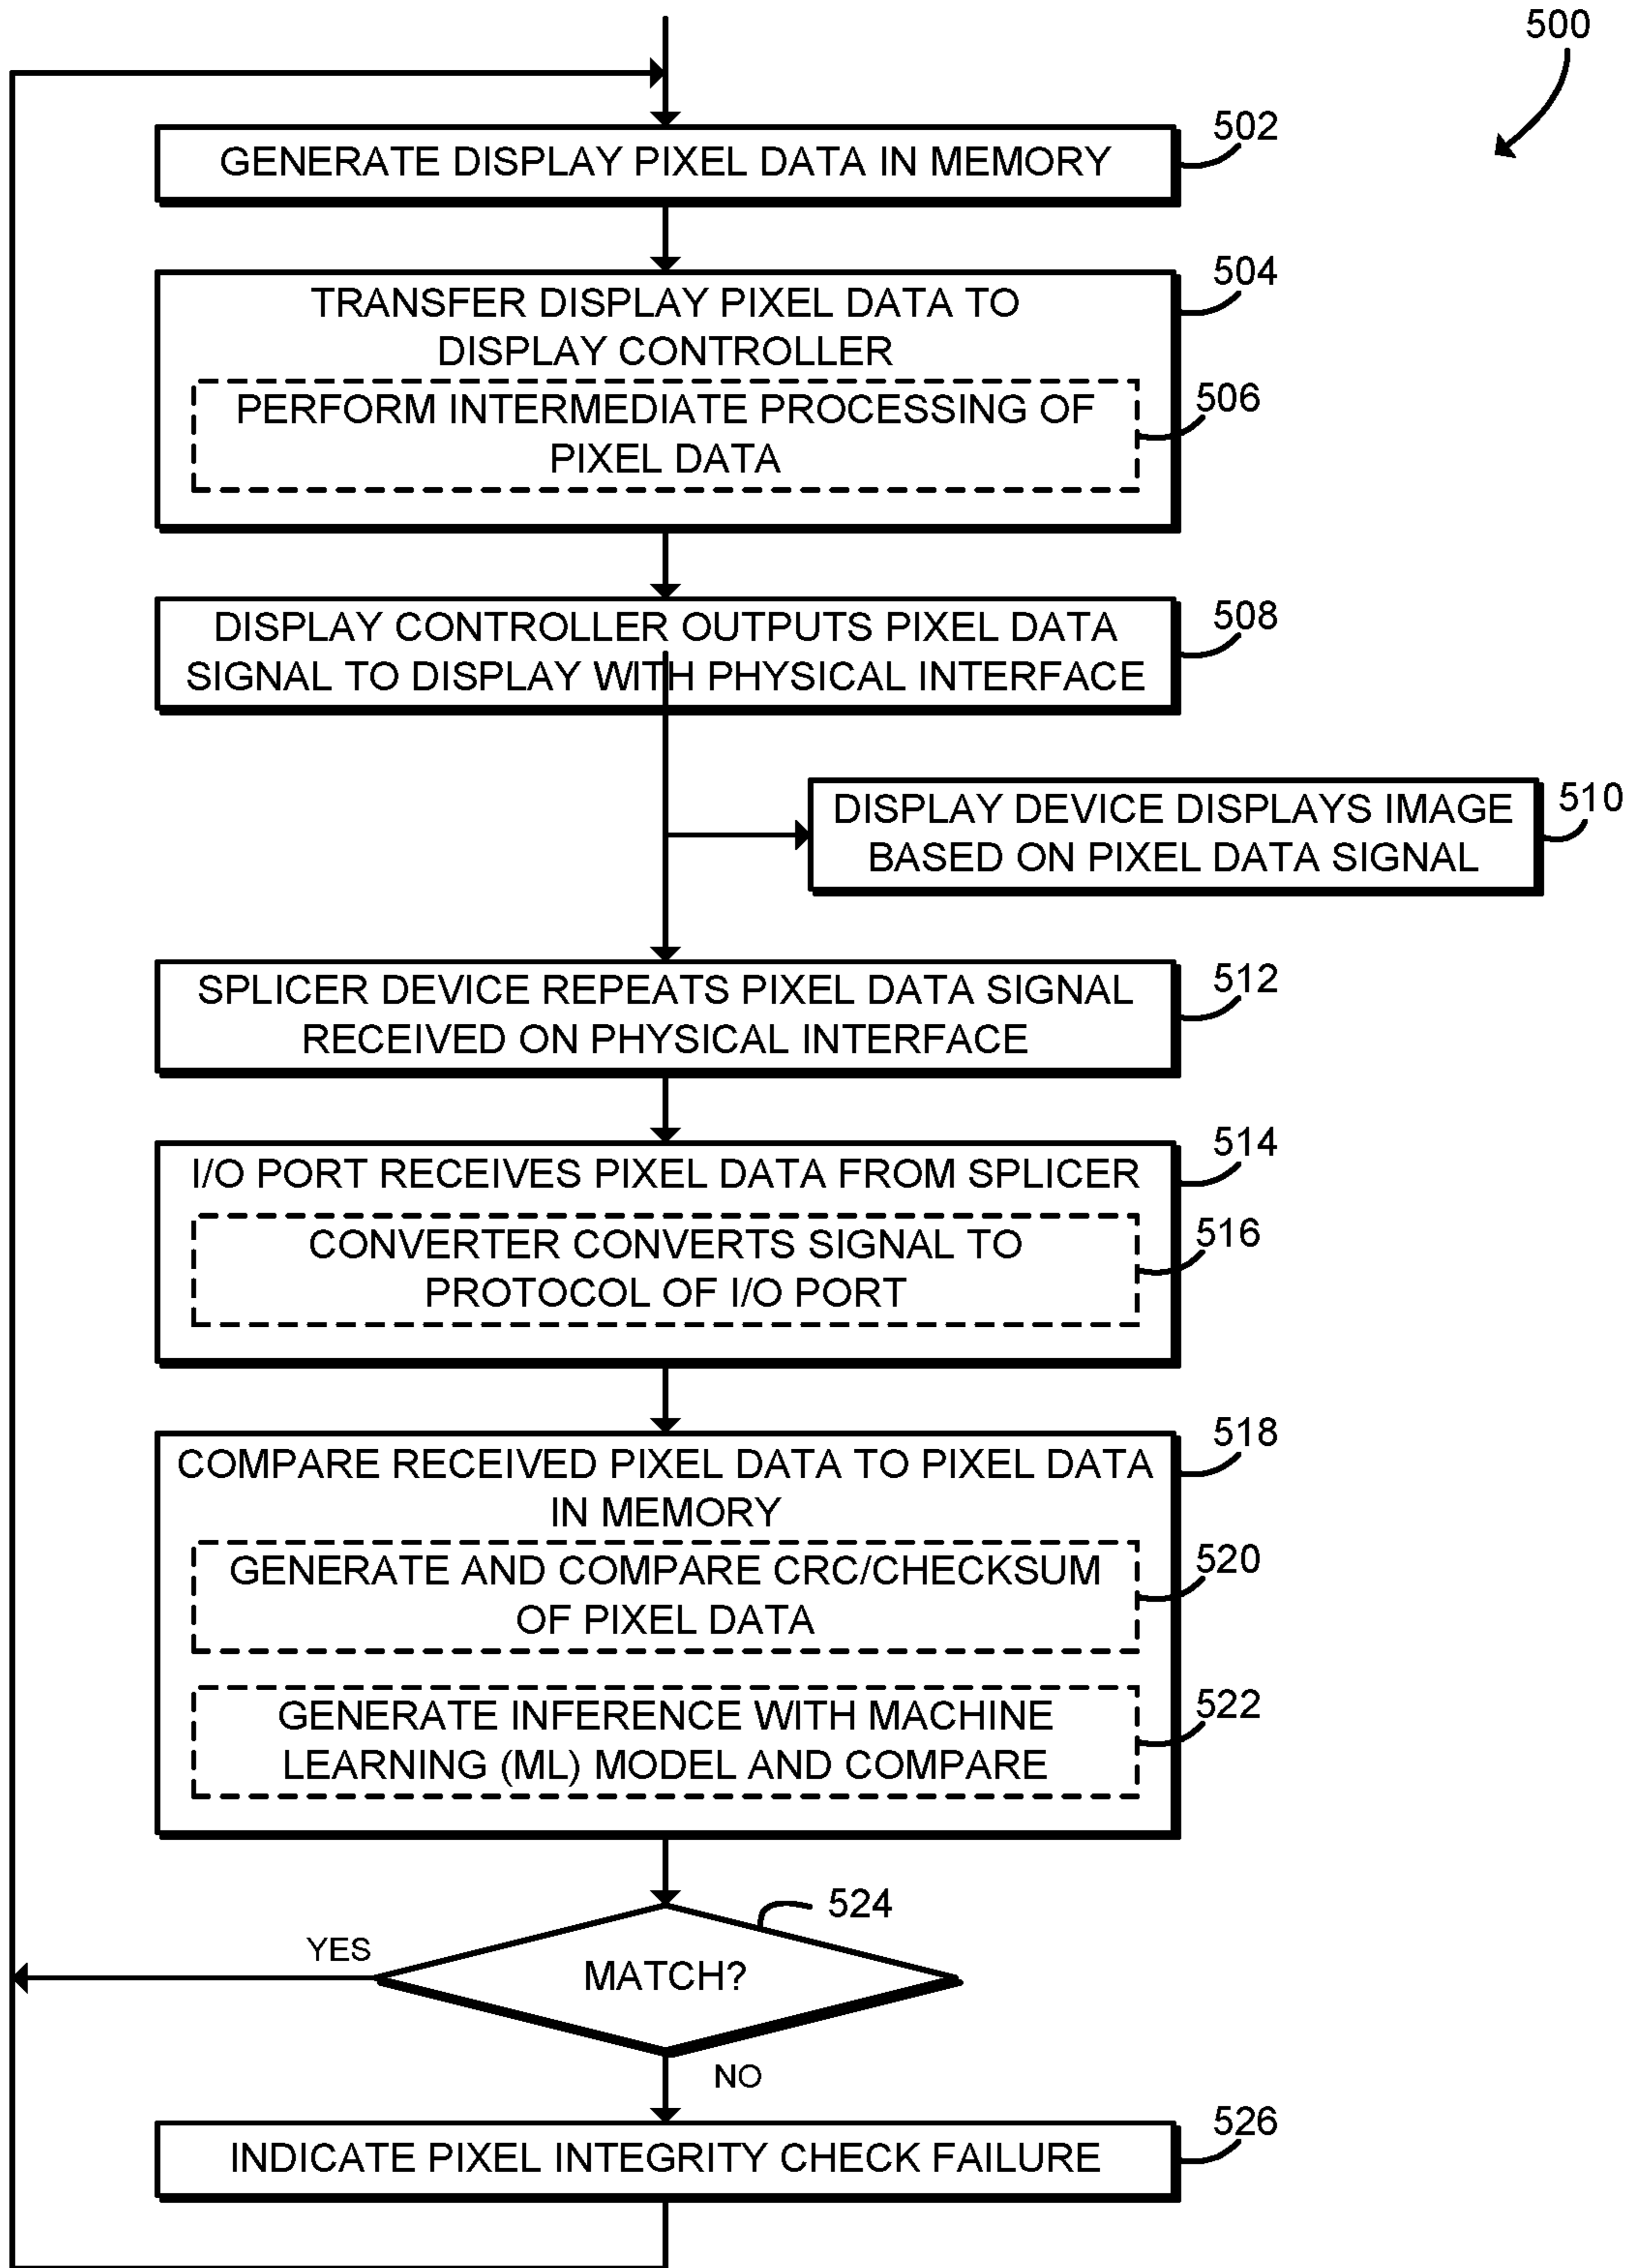 500
502
GENERATE DISPLAY PIXEL DATA IN MEMORY
504
TRANSFER DISPLAY PIXEL DATA TO
DISPLAY CONTROLLER
506
PERFORM INTERMEDIATE PROCESSING OF
PIXEL DATA
508
DISPLAY CONTROLLER OUTPUTS PIXEL DATA
SIGNAL TO DISPLAY WITH PHYSICAL INTERFACE
510
DISPLAY DEVICE DISPLAYS IMAGE
BASED ON PIXEL DATA SIGNAL
512
SPLICER DEVICE REPEATS PIXEL DATA SIGNAL
RECEIVED ON PHYSICAL INTERFACE
514
I/O PORT RECEIVES PIXEL DATA FROM SPLICER
516
CONVERTER CONVERTS SIGNAL TO
PROTOCOL OF I/O PORT
518
COMPARE RECEIVED PIXEL DATA TO PIXEL DATA
IN MEMORY
520
GENERATE AND COMPARE CRC/CHECKSUM
OF PIXEL DATA
522
GENERATE INFERENCE WITH MACHINE
LEARNING (ML) MODEL AND COMPARE
524
YES
MATCH?
NO
526
INDICATE PIXEL INTEGRITY CHECK FAILURE